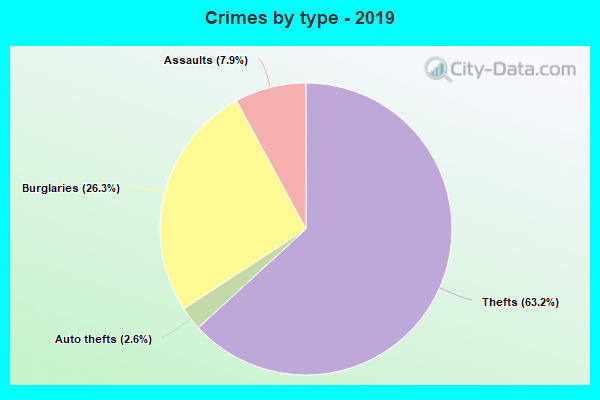 Crimes by type - 2019
Assaults (7.9%)
City-Data.com
Burglaries (26.3%)
Thefts (63.2%)
Auto thefts (2.6%)